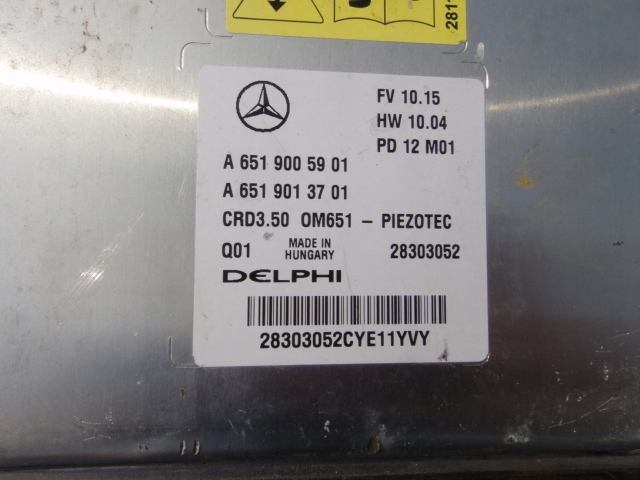 281-
FV 10.15
HW 10.04
PD 12 M01
A 651 900 59 01
A 651 901 37 01
CRD3.50 OM651 - PIEZOTEC
Q01 MADE IN HUNGARY 28303052
DELPHI
28303052CYE11YVY